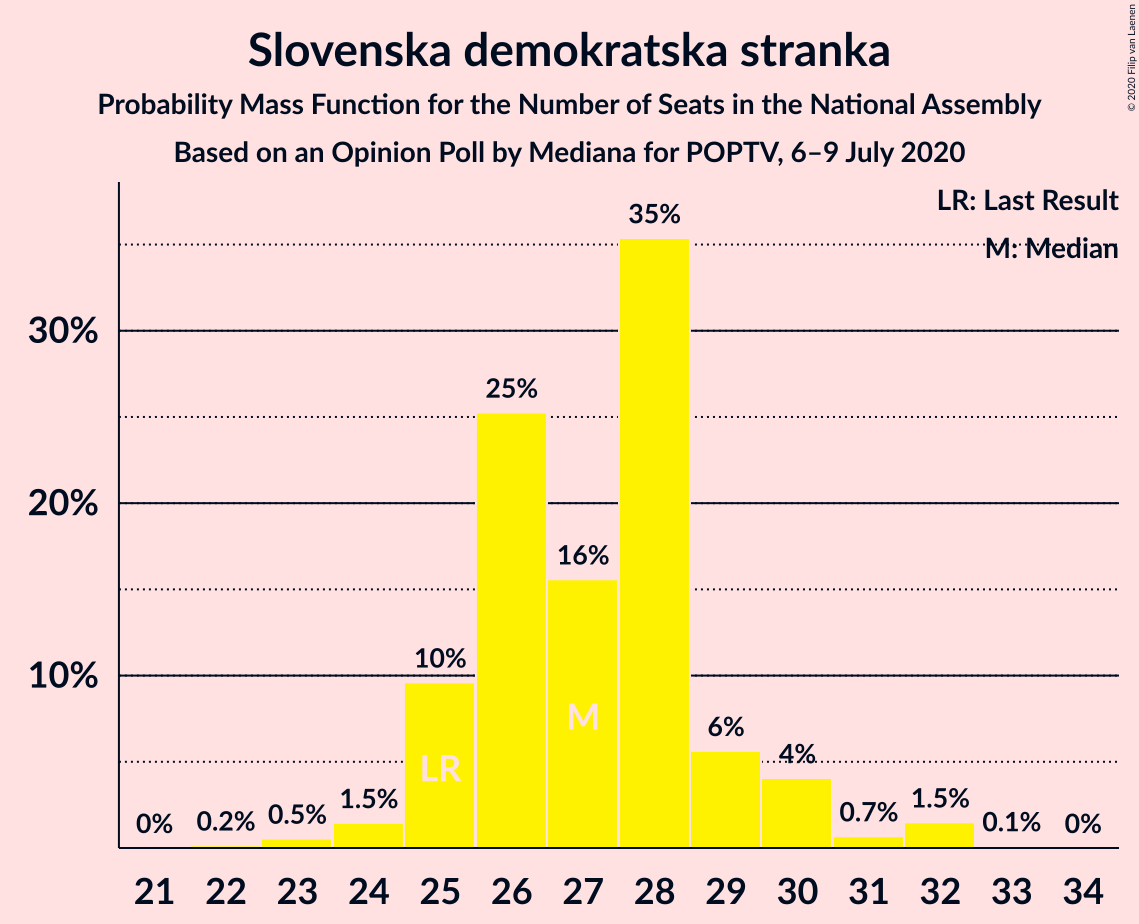 © 2020 Filip van Laenen
Slovenska demokratska stranka
Probability Mass Function for the Number of Seats in the National Assembly
Based on an Opinion Poll by Mediana for POPTV, 6–9 July 2020
LR: Last Result
M: Median
35%
30%
25%
20%
16%
10%
10%
M
6%
LR
4%
1.5%
1.5%
0.7%
0.5%
0.2%
0.1%
0%
0%
21 22 23 24 25 26 27 28 29 30 31 32 33 34